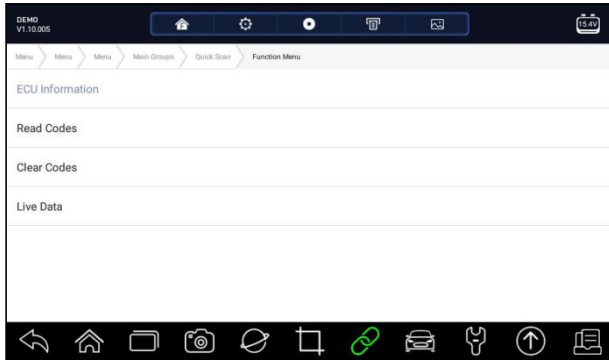 DEMO
V1.10.005
15.4V
Menu Menu Menu Main Groups Quick Scan Function Menu
ECU Information
Read Codes
Clear Codes
Live Data